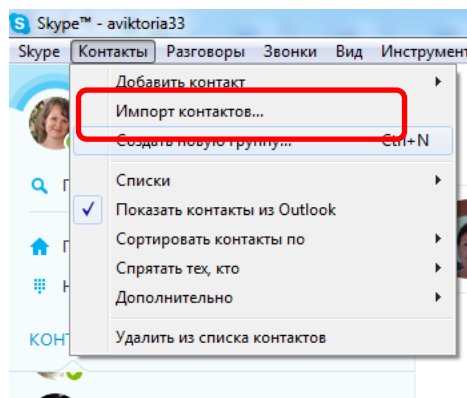 Skype™ - aviktoria33
Skype Контакты Разговоры Звонки Вид
Добавить контакт
Импорт контактов...
Создать новую группу... Ctrl+N
Списки
Показать контакты из Outlook
Сортировать контакты по
Спрятать тех, кто
Дополнительно
Удалить из списка контактов